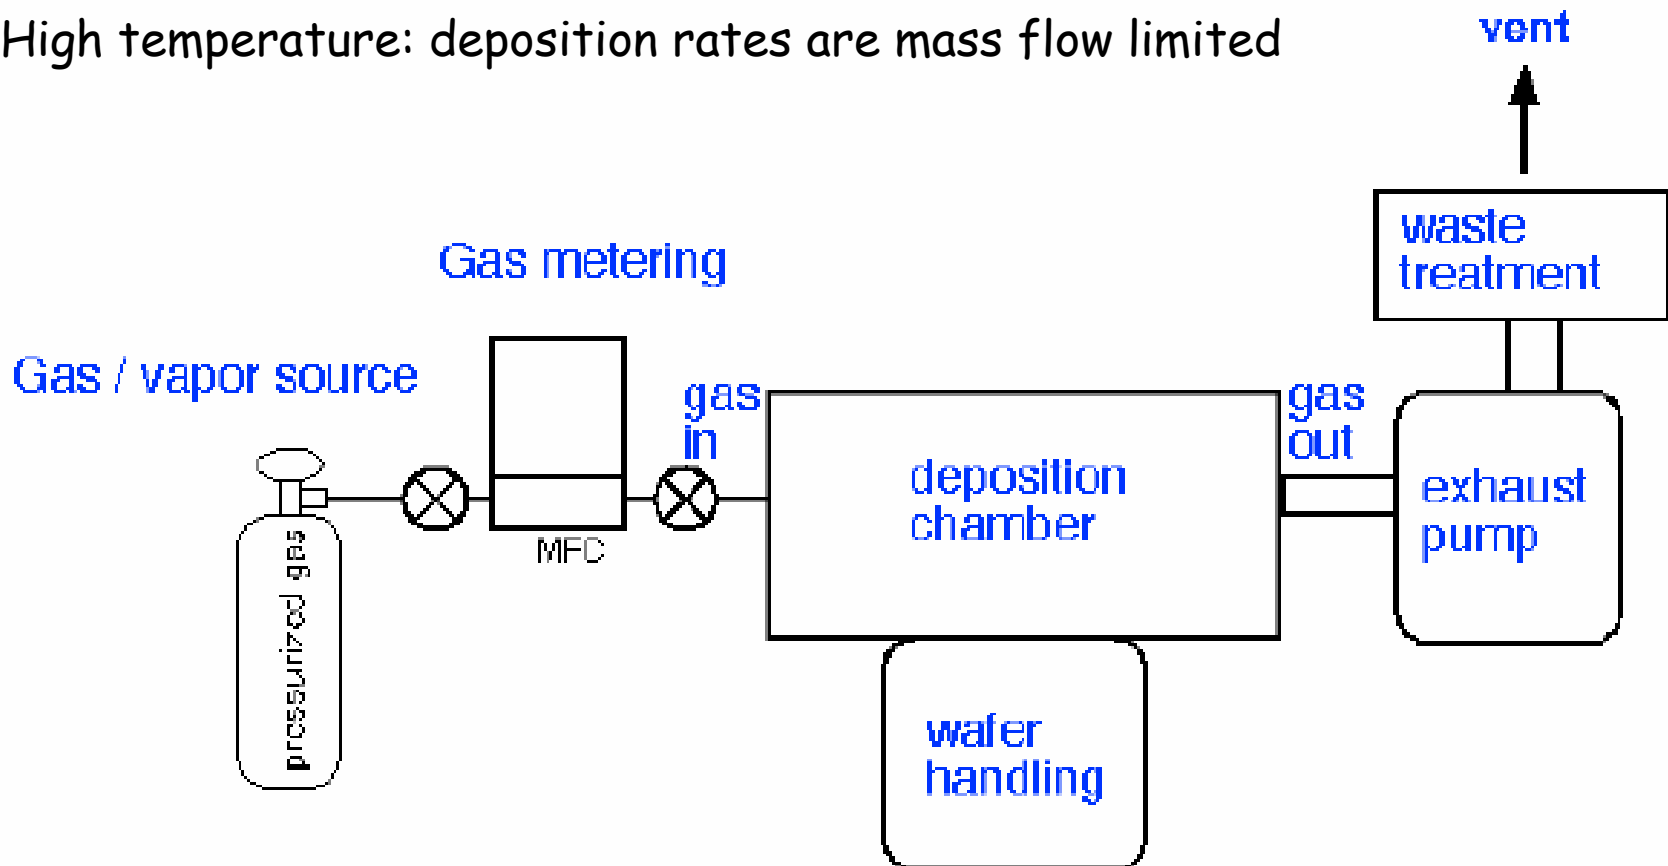 High temperature: deposition rates are mass flow limited
vent
waste
treatment
Gas metering
Gas / vapor source
gas
in
gas
out
deposition
chamber
exhaust
pump
MFC
pressurized gas
wafer
handling